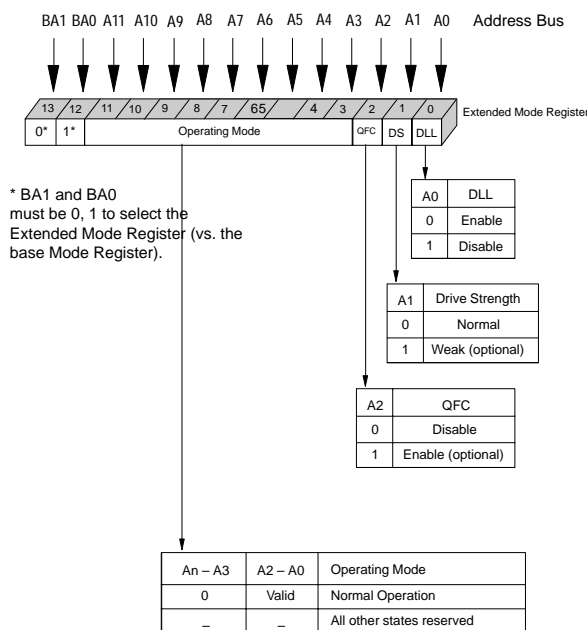 BA1 BA0 A11 A10 A9 A8 A7 A6 A5 A4 A3 A2 A1 A0 Address Bus
13 12 11 10 9 8 7 65 4 3 2 1 0 Extended Mode Register
0* 1* Operating Mode QFC DS DLL
* BA1 and BA0
must be 0, 1 to select the
Extended Mode Register (vs. the
base Mode Register).
A0 DLL
0 Enable
1 Disable
A1 Drive Strength
0 Normal
1 Weak (optional)
A2 QFC
0 Disable
1 Enable (optional)
An – A3 A2 – A0 Operating Mode
0 Valid Normal Operation
_ _ All other states reserved